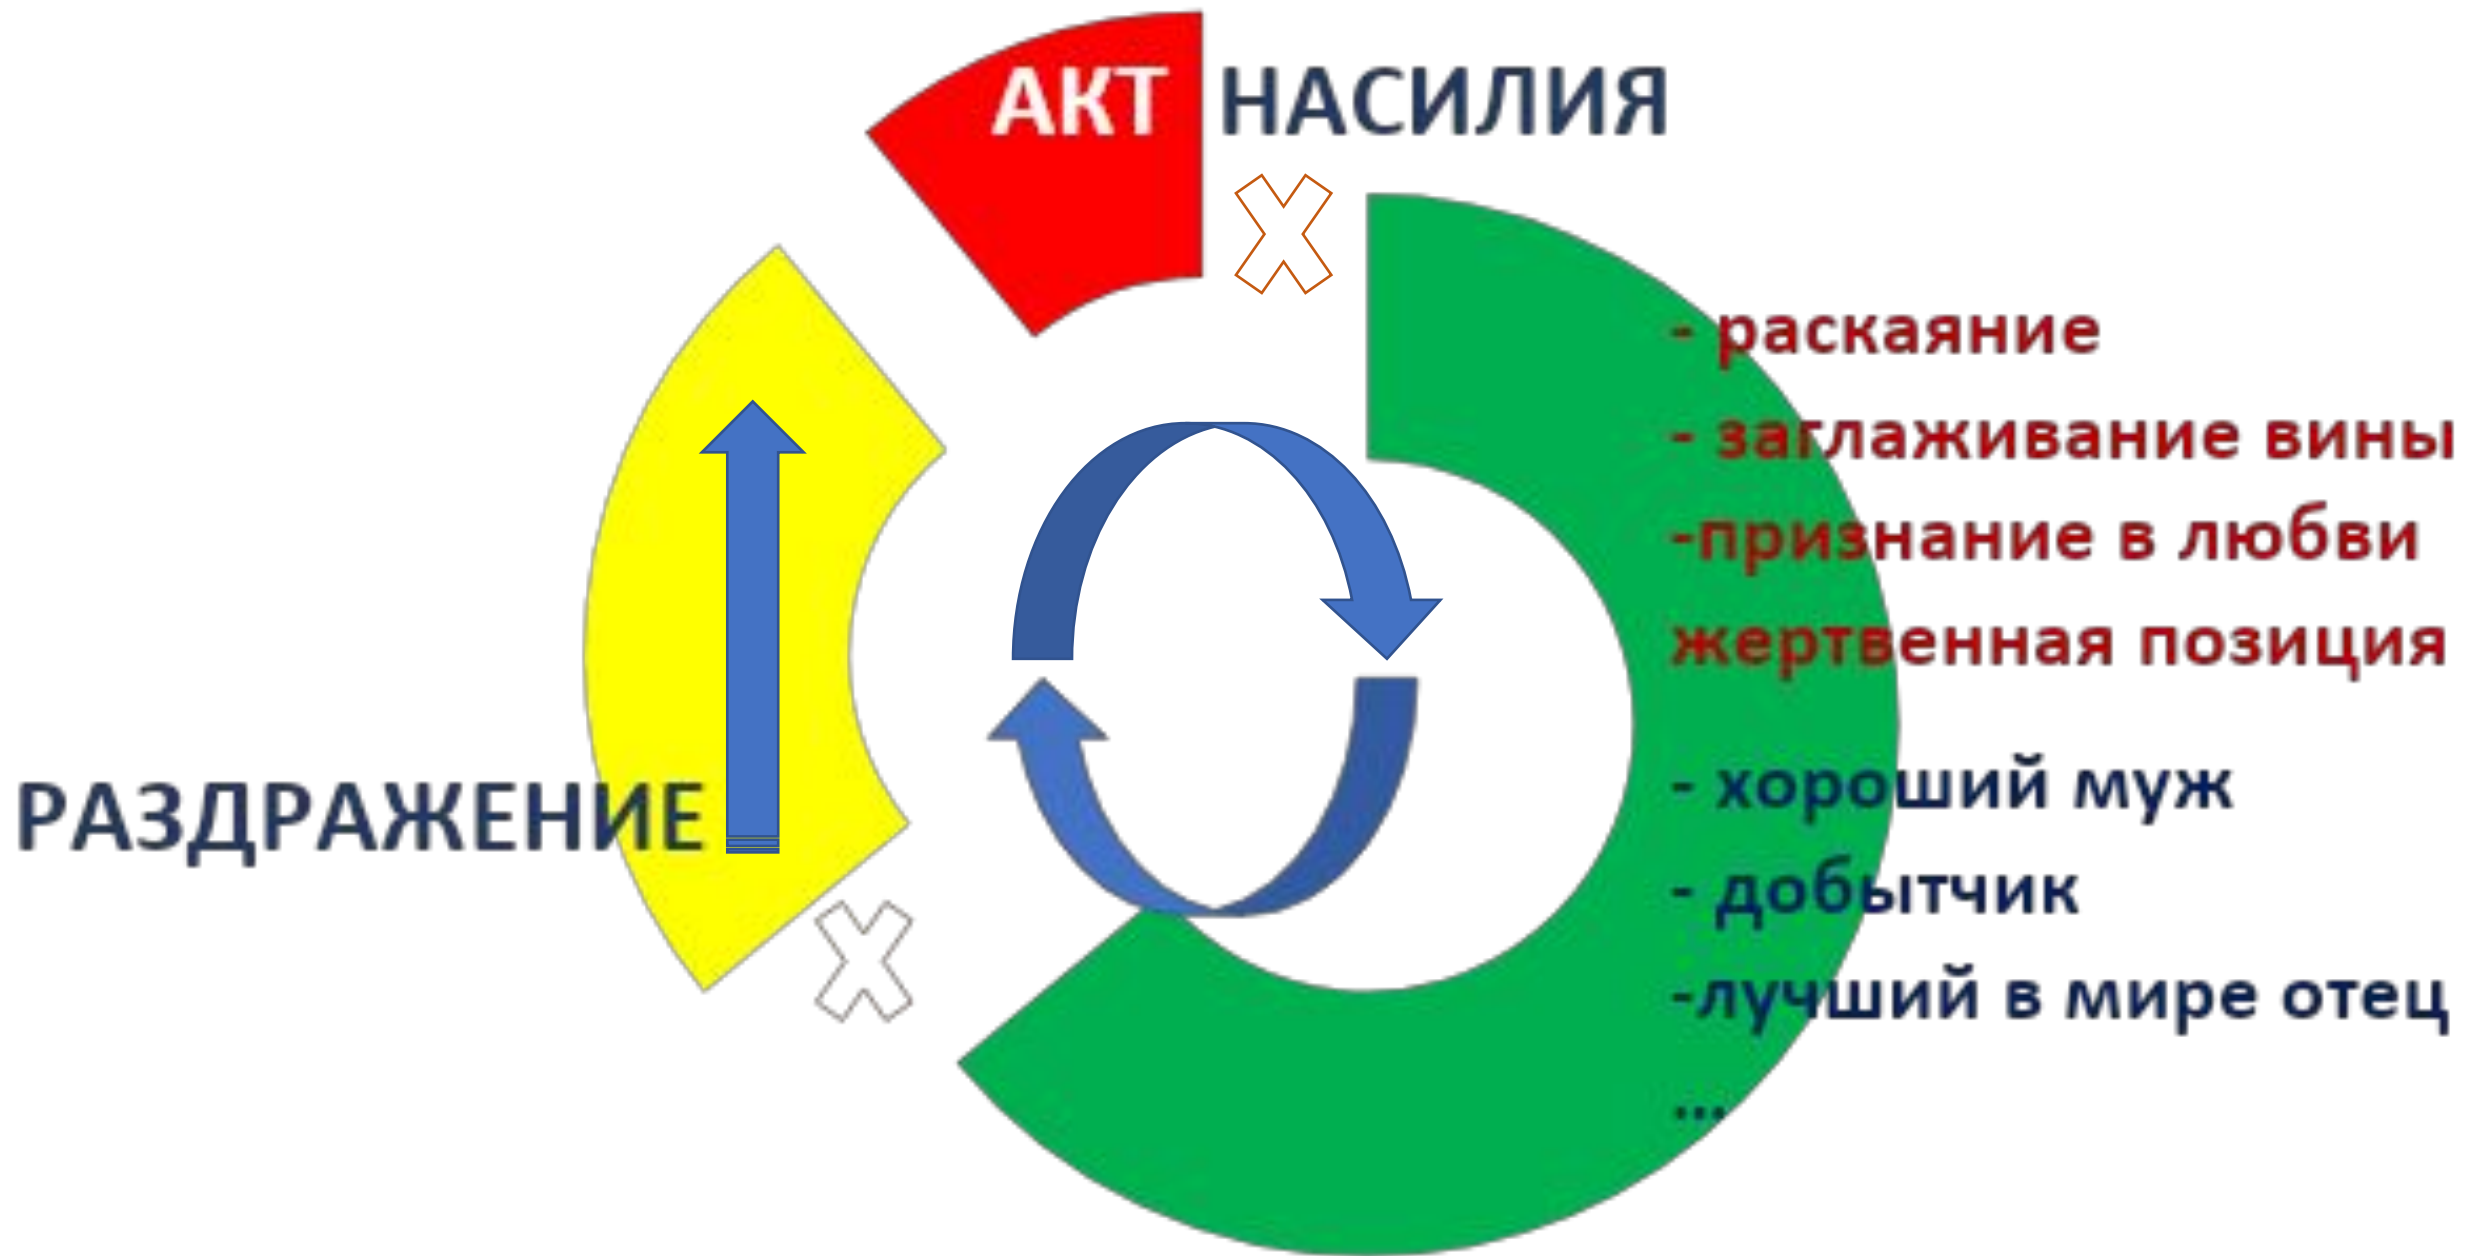 АКТ НАСИЛИЯ
- раскаяние
- заглаживание вины
-признание в любви
жертвенная позиция
- хороший муж
РАЗДРАЖЕНИЕ
- добытчик
-лучший в мире отец
...